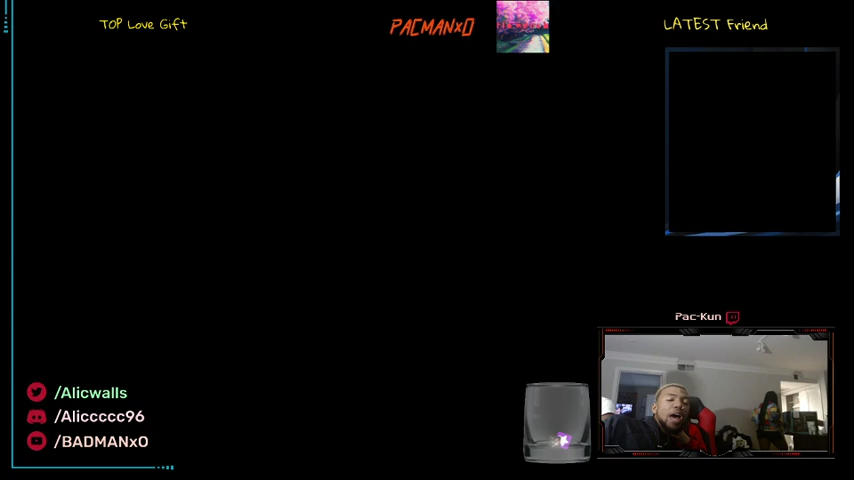 TOP Love Gift
PACMANxO
LATEST Friend
Pac-Kun
/Alicwalls
/Aliccccc96
/BADMANxO